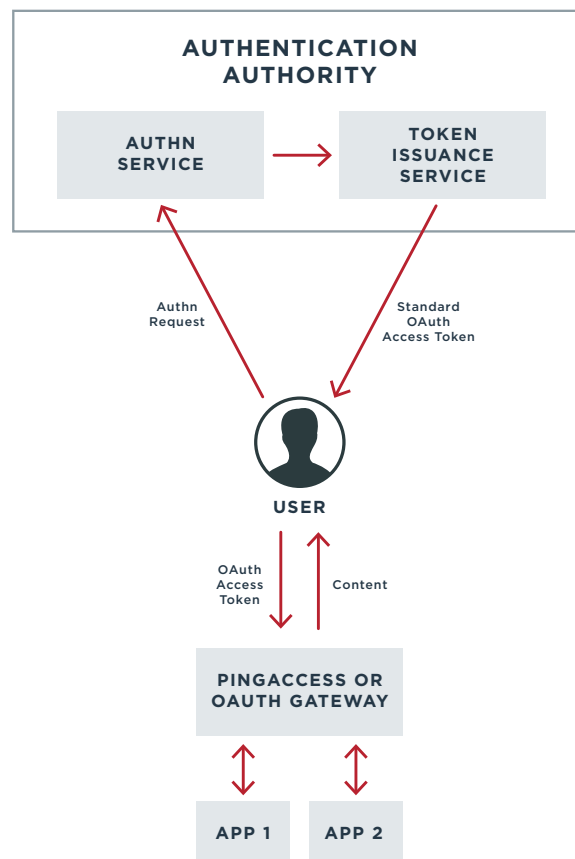 AUTHENTICATION
AUTHORITY
AUTHN
SERVICE
TOKEN
ISSUANCE
SERVICE
Authn
Request
Standard
OAuth
Access Token
USER
OAuth
Access
Token
Content
PINGACCESS OR
OAUTH GATEWAY
APP 1
APP 2